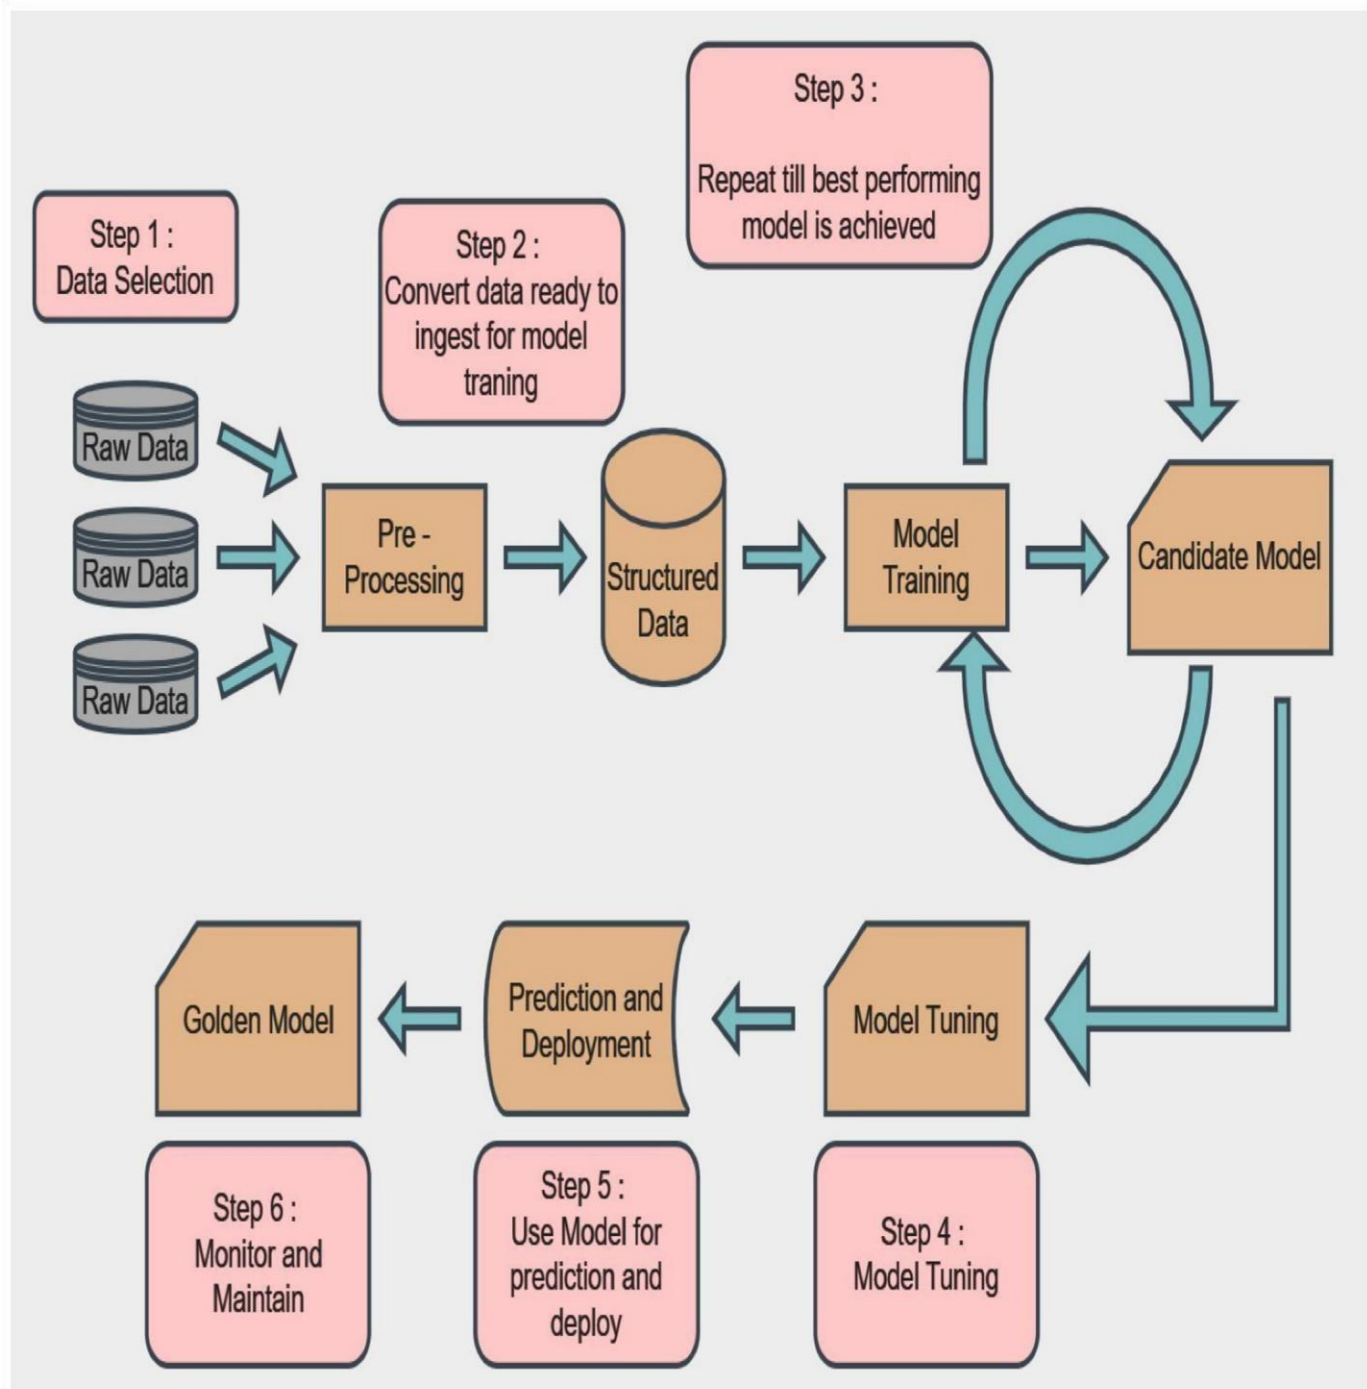 Step 1 :
Data Selection
Step 2 :
Convert data ready to
ingest for model
traning
Step 3 :
Repeat till best performing
model is achieved
Raw Data
Raw Data
Raw Data
Pre -
Processing
Structured
Data
Model
Training
Candidate Model
Golden Model
Prediction and
Deployment
Model Tuning
Step 6 :
Monitor and
Maintain
Step 5 :
Use Model for
prediction and
deploy
Step 4 :
Model Tuning